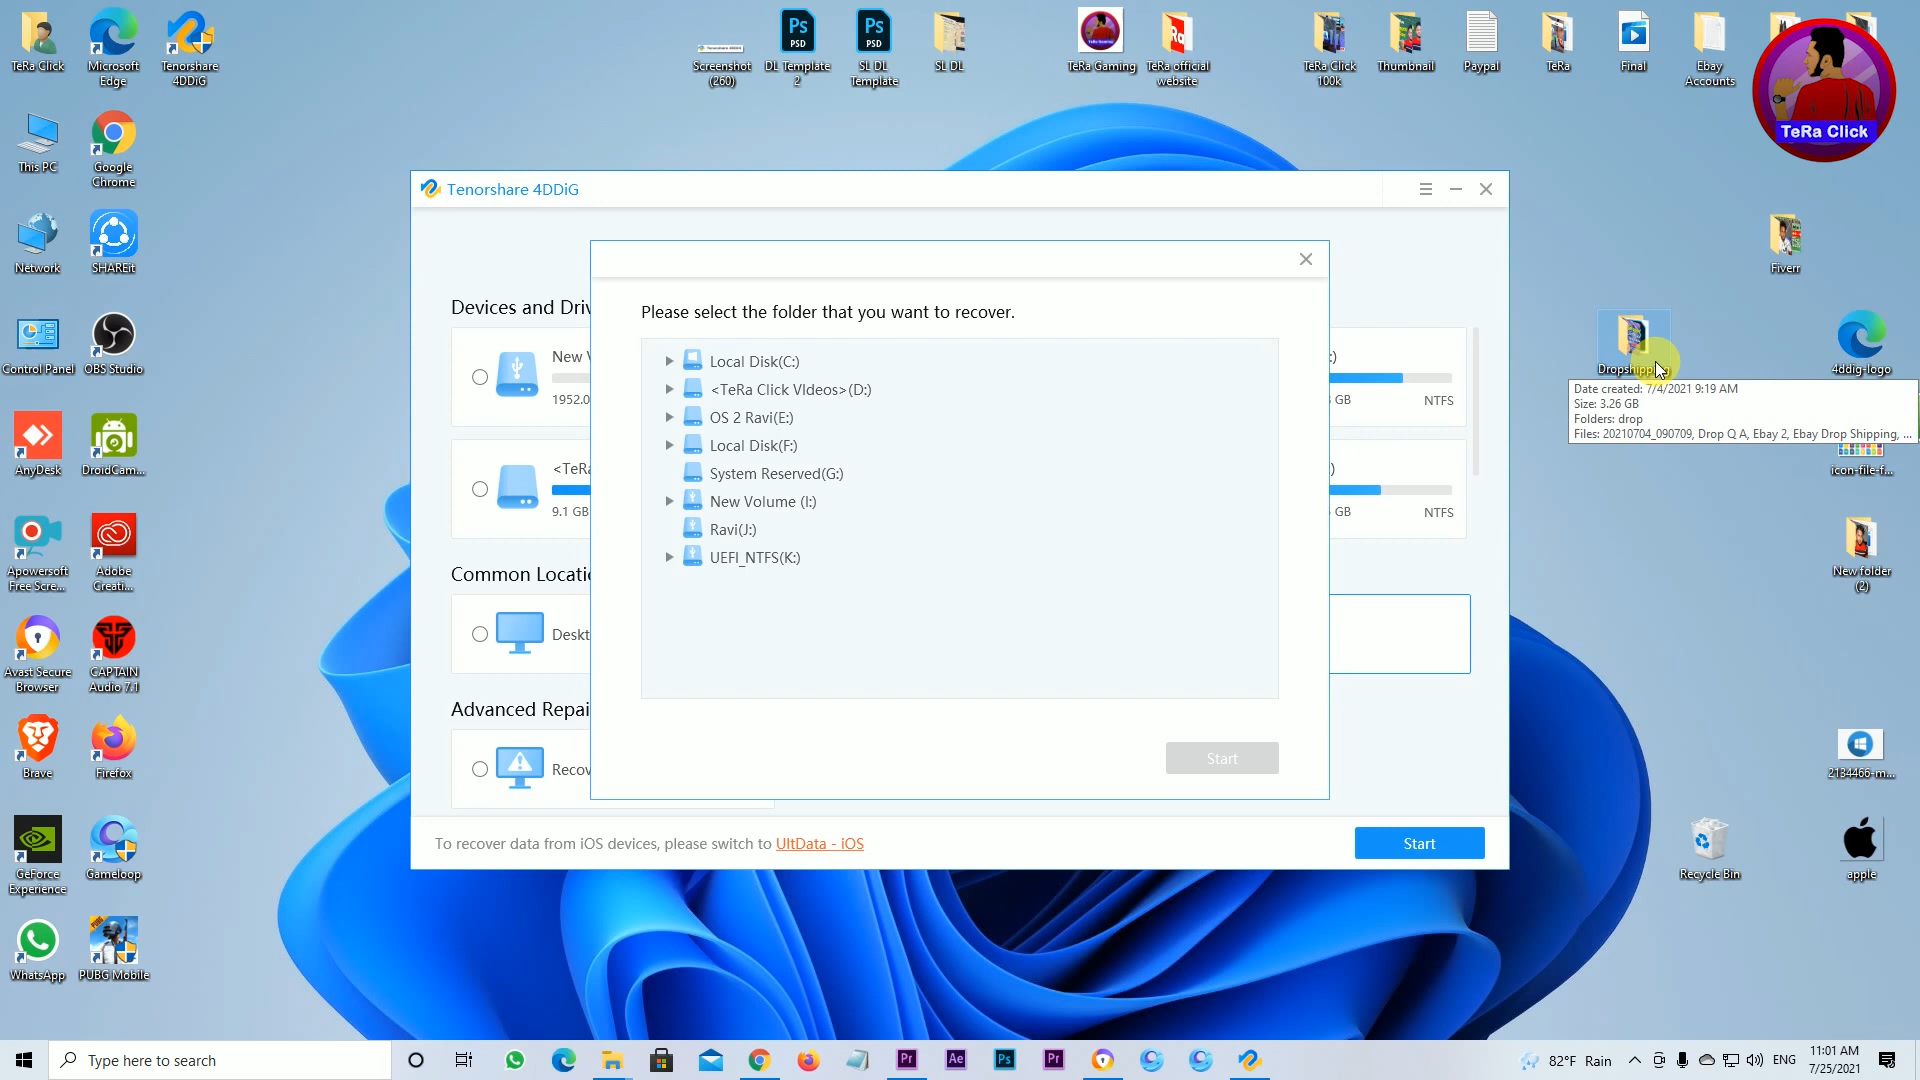 TeRa Click
Microsoft
Edge
Tenorshare
4DDiG
Screenshot
(260)
DL Template
2
SL DL
Template
SL DL
TeRa Gaming
TeRa official
website
TeRa Click
100k
Thumbnail
Paypal
TeRa
Final
Ebay
Accounts
TeRa Click
This PC
Google
Chrome
Network
SHAREit
Control Panel
OBS Studio
AnyDesk
DroidCam...
Apowersoft
Free Scre...
Adobe
Creati...
Avast Secure
Browser
CAPTAIN
Audio 7.1
Brave
Firefox
GeForce
Experience
Gameloop
WhatsApp
PUBG Mobile
Tenorshare 4DDiG
Devices and Driv
New V
1952.0
<TeRa
9.1 GB
Common Locatio
Deskt
Advanced Repai
Recov
:)
GB
NTFS
)
GB
NTFS
Please select the folder that you want to recover.
Local Disk(C:)
<TeRa Click VIdeos>(D:)
OS 2 Ravi(E:)
Local Disk(F:)
System Reserved(G:)
New Volume (I:)
Ravi(J:)
UEFI_NTFS(K:)
Start
To recover data from iOS devices, please switch to UltData - iOS
Start
Fiverr
Dropshipping
4ddig-logo
Date created: 7/4/2021 9:19 AM
Size: 3.26 GB
Folders: drop
Files: 20210704_090709, Drop Q A, Ebay 2, Ebay Drop Shipping, ...
icon-file-f...
New folder
(2)
2134466-m...
Recycle Bin
apple
Type here to search
82°F Rain
ENG
11:01 AM
7/25/2021